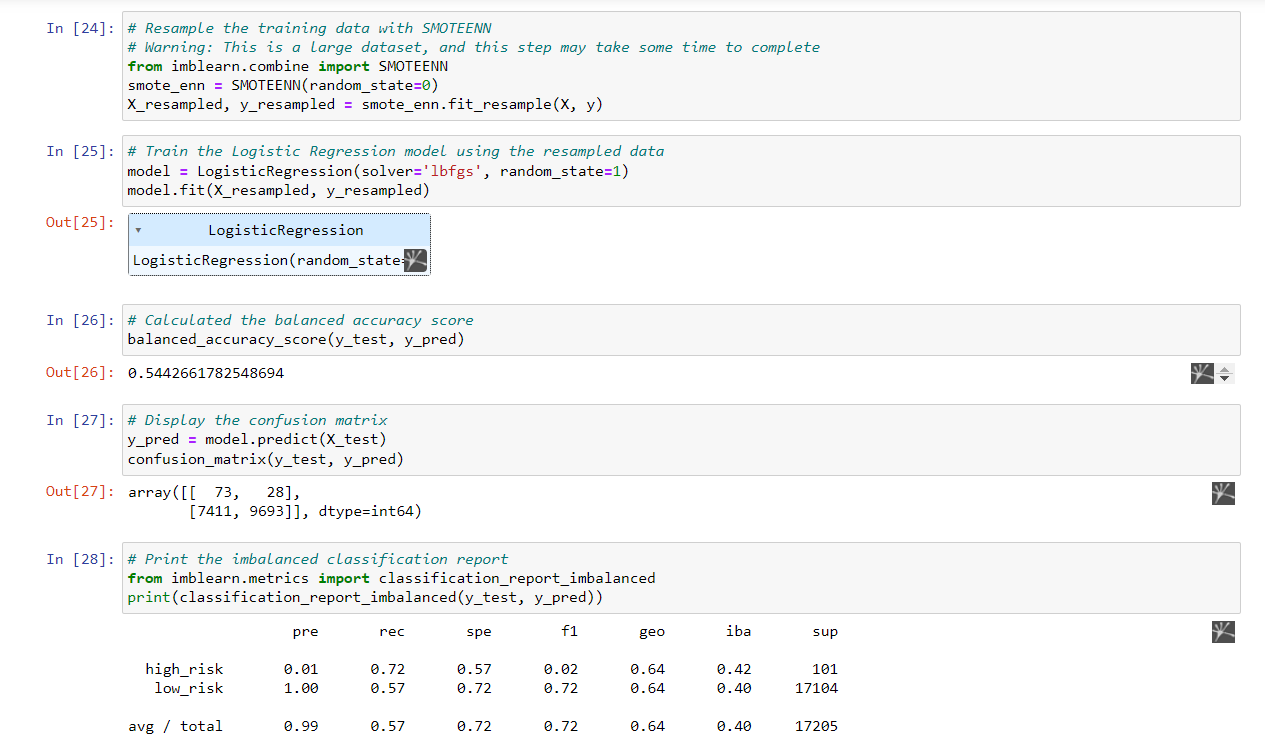 In [24]: # Resample the training data with SMOTEENN
# Warning: This is a large dataset, and this step may take some time to complete
from imblearn.combine import SMOTEENN
smote_enn = SMOTEENN(random_state=0)
X_resampled, y_resampled = smote_enn.fit_resample(X, y)
In [25]: # Train the Logistic Regression model using the resampled data
model = LogisticRegression(solver='lbfgs', random_state=1)
model.fit(X_resampled, y_resampled)
Out[25]: LogisticRegression
LogisticRegression(random_state=
In [26]: # Calculated the balanced accuracy score
balanced_accuracy_score(y_test, y_pred)
Out[26]: 0.5442661782548694
In [27]: # Display the confusion matrix
y_pred = model.predict(X_test)
confusion_matrix(y_test, y_pred)
Out[27]: array([[  73,   28],
       [7411, 9693]], dtype=int64)
In [28]: # Print the imbalanced classification report
from imblearn.metrics import classification_report_imbalanced
print(classification_report_imbalanced(y_test, y_pred))
pre rec spe f1 geo iba sup
high_risk 0.01 0.72 0.57 0.02 0.64 0.42 101
low_risk 1.00 0.57 0.72 0.72 0.64 0.40 17104
avg / total 0.99 0.57 0.72 0.72 0.64 0.40 17205